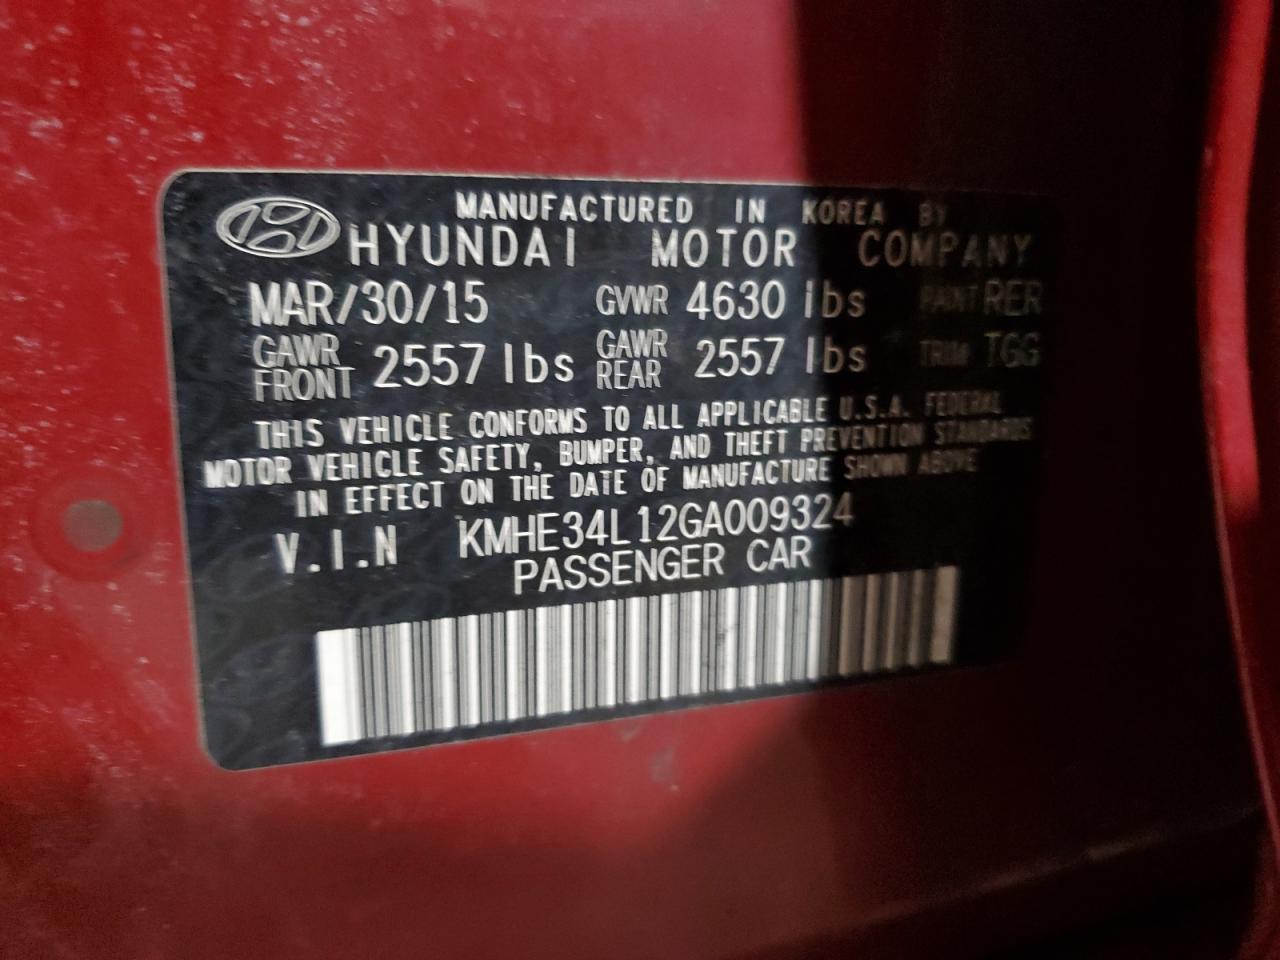 MANUFACTURED IN KOREA BY
HYUNDAI MOTOR COMPANY
MAR/30/15 GVWR 4630 lbs PAINT RER
GAWR FRONT 2557 lbs GAWR REAR 2557 lbs TRIM TGG
THIS VEHICLE CONFORMS TO ALL APPLICABLE U.S.A. FEDERAL
MOTOR VEHICLE SAFETY, BUMPER, AND THEFT PREVENTION STANDARDS
IN EFFECT ON THE DATE OF MANUFACTURE SHOWN ABOVE
V.I.N KMHE34L12GA009324
PASSENGER CAR